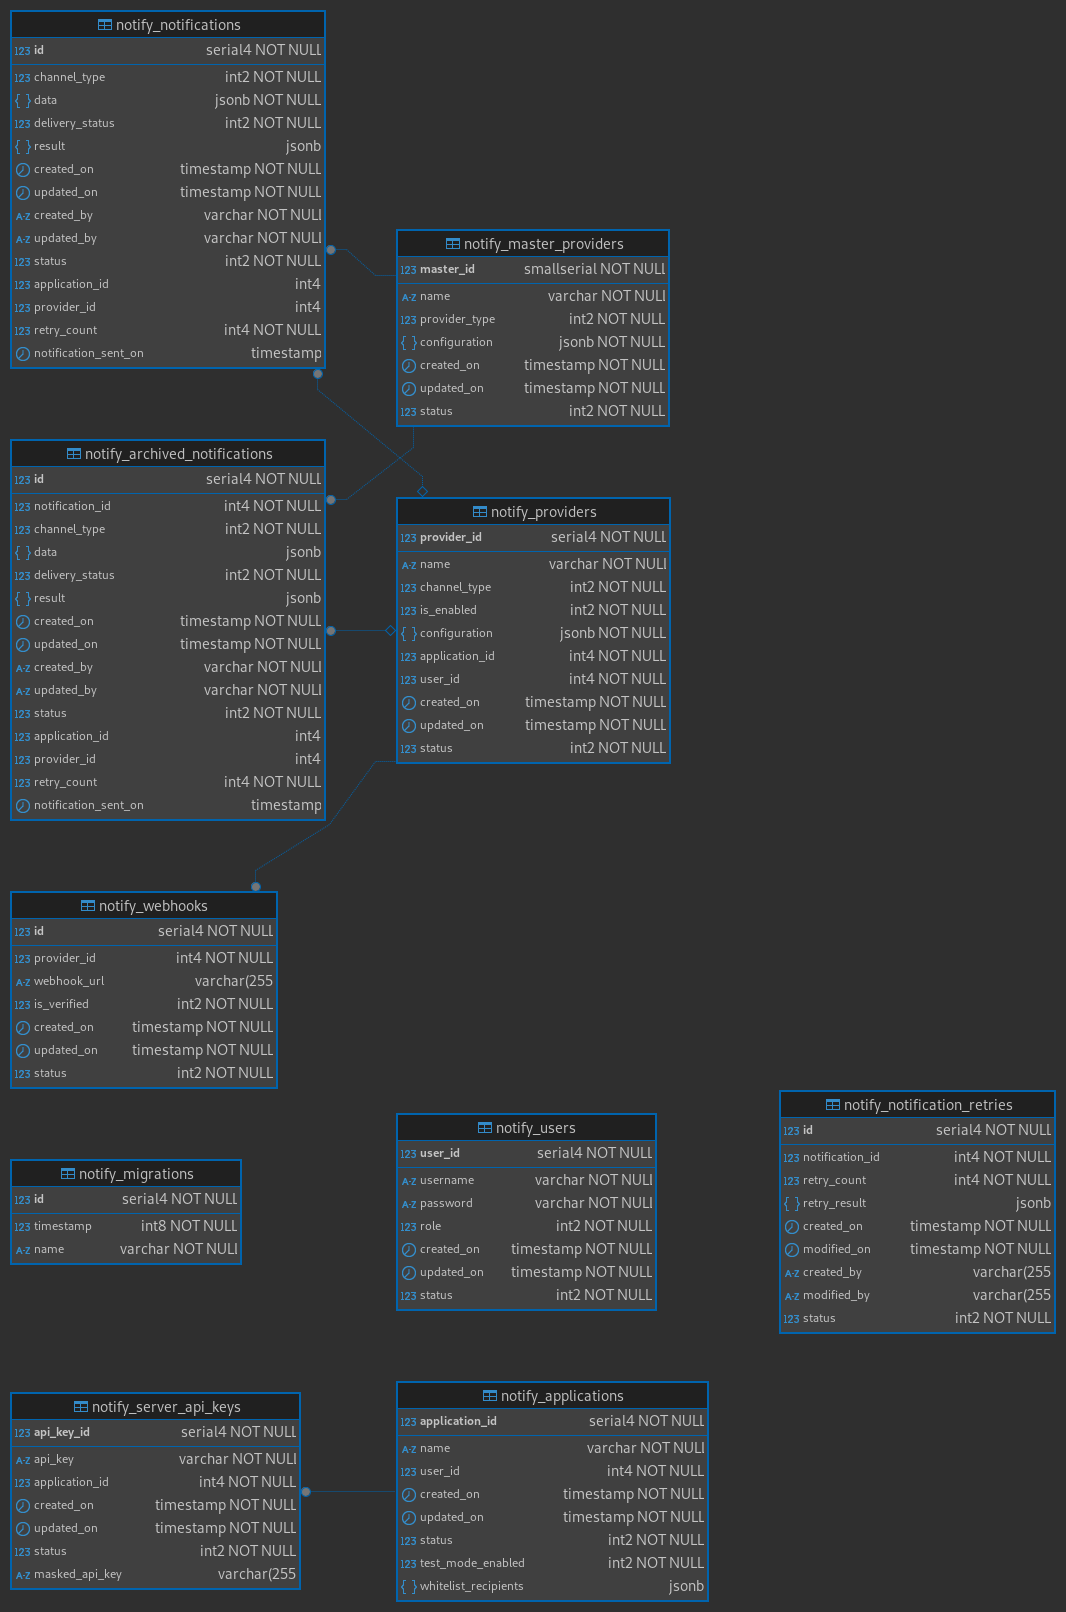 notify_notifications
123 id serial4 NOT NULL
123 channel_type int2 NOT NULL
{ } data jsonb NOT NULL
123 delivery_status int2 NOT NULL
{ } result jsonb
created_on timestamp NOT NULL
updated_on timestamp NOT NULL
A-Z created_by varchar NOT NULL
A-Z updated_by varchar NOT NULL
123 status int2 NOT NULL
123 application_id int4
123 provider_id int4
123 retry_count int4 NOT NULL
notification_sent_on timestamp
notify_master_providers
123 master_id smallserial NOT NULL
A-Z name varchar NOT NULL
123 provider_type int2 NOT NULL
{ } configuration jsonb NOT NULL
created_on timestamp NOT NULL
updated_on timestamp NOT NULL
123 status int2 NOT NULL
notify_archived_notifications
123 id serial4 NOT NULL
123 notification_id int4 NOT NULL
123 channel_type int2 NOT NULL
{ } data jsonb
123 delivery_status int2 NOT NULL
{ } result jsonb
created_on timestamp NOT NULL
updated_on timestamp NOT NULL
A-Z created_by varchar NOT NULL
A-Z updated_by varchar NOT NULL
123 status int2 NOT NULL
123 application_id int4
123 provider_id int4
123 retry_count int4 NOT NULL
notification_sent_on timestamp
notify_providers
123 provider_id serial4 NOT NULL
A-Z name varchar NOT NULL
123 channel_type int2 NOT NULL
123 is_enabled int2 NOT NULL
{ } configuration jsonb NOT NULL
123 application_id int4 NOT NULL
123 user_id int4 NOT NULL
created_on timestamp NOT NULL
updated_on timestamp NOT NULL
123 status int2 NOT NULL
notify_webhooks
123 id serial4 NOT NULL
123 provider_id int4 NOT NULL
A-Z webhook_url varchar(255
123 is_verified int2 NOT NULL
created_on timestamp NOT NULL
updated_on timestamp NOT NULL
123 status int2 NOT NULL
notify_migrations
123 id serial4 NOT NULL
123 timestamp int8 NOT NULL
A-Z name varchar NOT NULL
notify_users
123 user_id serial4 NOT NULL
A-Z username varchar NOT NULL
A-Z password varchar NOT NULL
123 role int2 NOT NULL
created_on timestamp NOT NULL
updated_on timestamp NOT NULL
123 status int2 NOT NULL
notify_notification_retries
123 id serial4 NOT NULL
123 notification_id int4 NOT NULL
123 retry_count int4 NOT NULL
{ } retry_result jsonb
created_on timestamp NOT NULL
modified_on timestamp NOT NULL
A-Z created_by varchar(255
A-Z modified_by varchar(255
123 status int2 NOT NULL
notify_server_api_keys
123 api_key_id serial4 NOT NULL
A-Z api_key varchar NOT NULL
123 application_id int4 NOT NULL
created_on timestamp NOT NULL
updated_on timestamp NOT NULL
123 status int2 NOT NULL
A-Z masked_api_key varchar(255
notify_applications
123 application_id serial4 NOT NULL
A-Z name varchar NOT NULL
123 user_id int4 NOT NULL
created_on timestamp NOT NULL
updated_on timestamp NOT NULL
123 status int2 NOT NULL
123 test_mode_enabled int2 NOT NULL
{ } whitelist_recipients jsonb